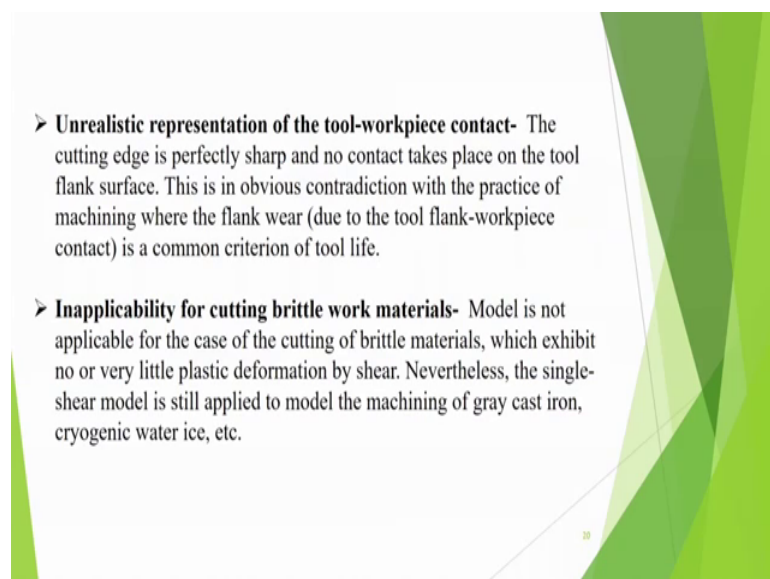 ➤ Unrealistic representation of the tool-workpiece contact- The
cutting edge is perfectly sharp and no contact takes place on the tool
flank surface. This is in obvious contradiction with the practice of
machining where the flank wear (due to the tool flank-workpiece
contact) is a common criterion of tool life.
➤ Inapplicability for cutting brittle work materials- Model is not
applicable for the case of the cutting of brittle materials, which exhibit
no or very little plastic deformation by shear. Nevertheless, the single-
shear model is still applied to model the machining of gray cast iron,
cryogenic water ice, etc.
20